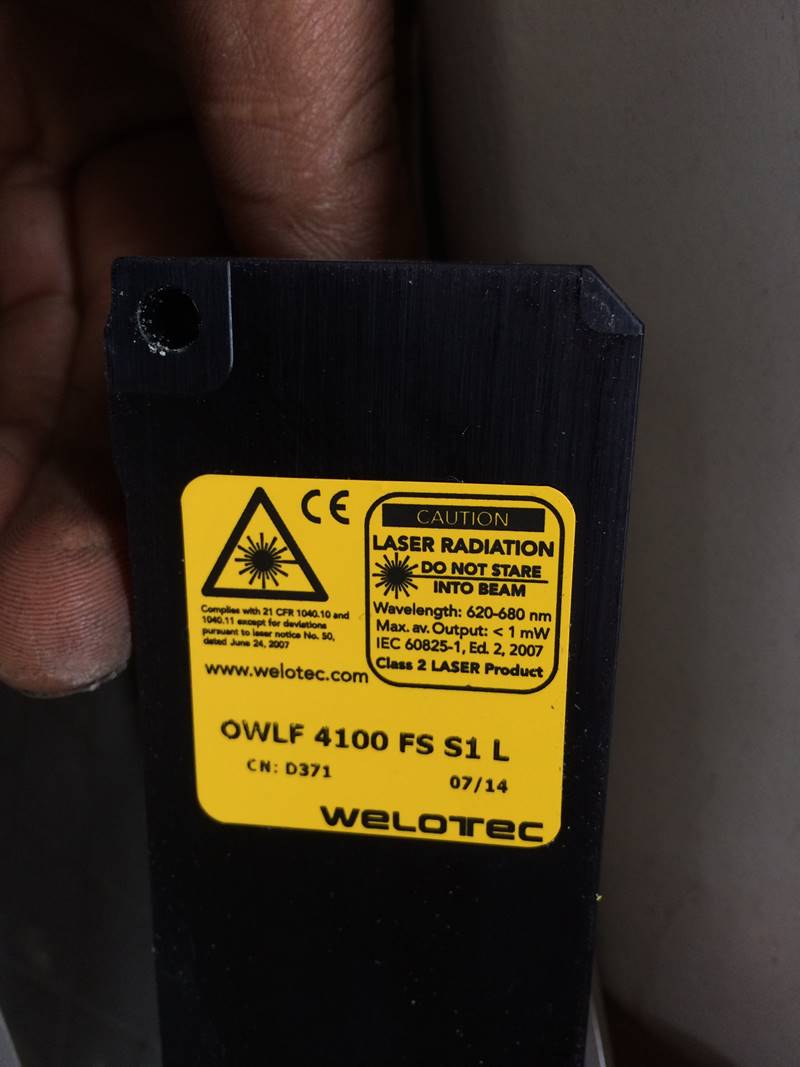 CE
CAUTION
LASER RADIATION
DO NOT STARE
INTO BEAM
Wavelength: 620-680 nm
Max. av. Output: < 1 mW
IEC 60825-1, Ed. 2, 2007
Class 2 LASER Product
Complies with 21 CFR 1040.10 and
1040.11 except for deviations
pursuant to laser notice No. 50,
dated June 24, 2007
www.welotec.com
OWLF 4100 FS S1 L
CN: D371
07/14
WELOTEC